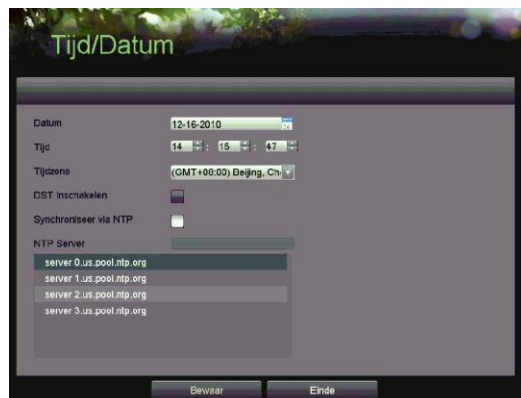 Tijd/Datum
Datum 12-16-2010
Tijd 14 : 15 : 47
Tijdzone (GMT+08:00) Beijing, Ch
DST Inschakelen
Synchroniseer via NTP
NTP Server
server 0.us.pool.ntp.org
server 1.us.pool.ntp.org
server 2.us.pool.ntp.org
server 3.us.pool.ntp.org
Bewaar Einde